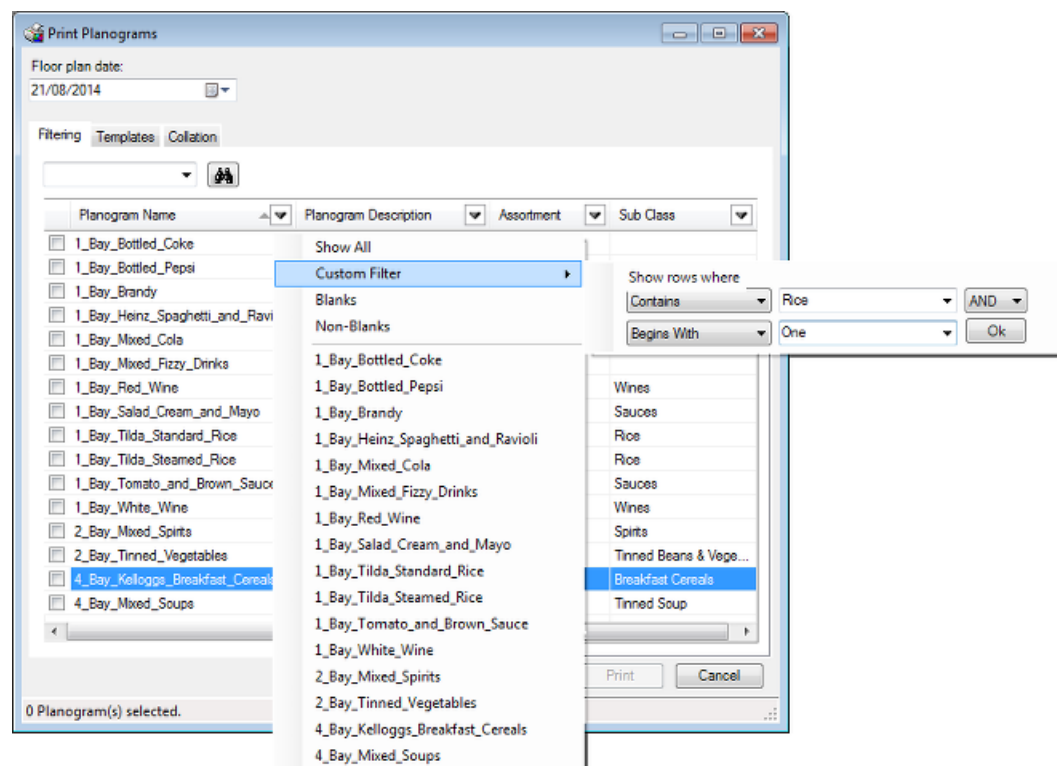 Print Planograms
Floor plan date:
21/08/2014
Filtering Templates Collation
Planogram Name Planogram Description Assortment Sub Class
1_Bay_Bottled_Coke
1_Bay_Bottled_Pepsi
1_Bay_Brandy
1_Bay_Heinz_Spaghetti_and_Ravi
1_Bay_Mixed_Cola
1_Bay_Mixed_Fizzy_Drinks
1_Bay_Red_Wine Wines
1_Bay_Salad_Cream_and_Mayo Sauces
1_Bay_Tilda_Standard_Rice Rice
1_Bay_Tilda_Steamed_Rice Rice
1_Bay_Tomato_and_Brown_Sauce Sauces
1_Bay_White_Wine Wines
2_Bay_Mixed_Spirits Spirits
2_Bay_Tinned_Vegetables Tinned Beans & Vege...
4_Bay_Kelloggs_Breakfast_Cereals Breakfast Cereals
4_Bay_Mixed_Soups Tinned Soup
Show All
Custom Filter
Blanks
Non-Blanks
1_Bay_Bottled_Coke
1_Bay_Bottled_Pepsi
1_Bay_Brandy
1_Bay_Heinz_Spaghetti_and_Ravioli
1_Bay_Mixed_Cola
1_Bay_Mixed_Fizzy_Drinks
1_Bay_Red_Wine
1_Bay_Salad_Cream_and_Mayo
1_Bay_Tilda_Standard_Rice
1_Bay_Tilda_Steamed_Rice
1_Bay_Tomato_and_Brown_Sauce
1_Bay_White_Wine
2_Bay_Mixed_Spirits
2_Bay_Tinned_Vegetables
4_Bay_Kelloggs_Breakfast_Cereals
4_Bay_Mixed_Soups
Show rows where
Contains Rice AND
Begins With One Ok
Print Cancel
0 Planogram(s) selected.